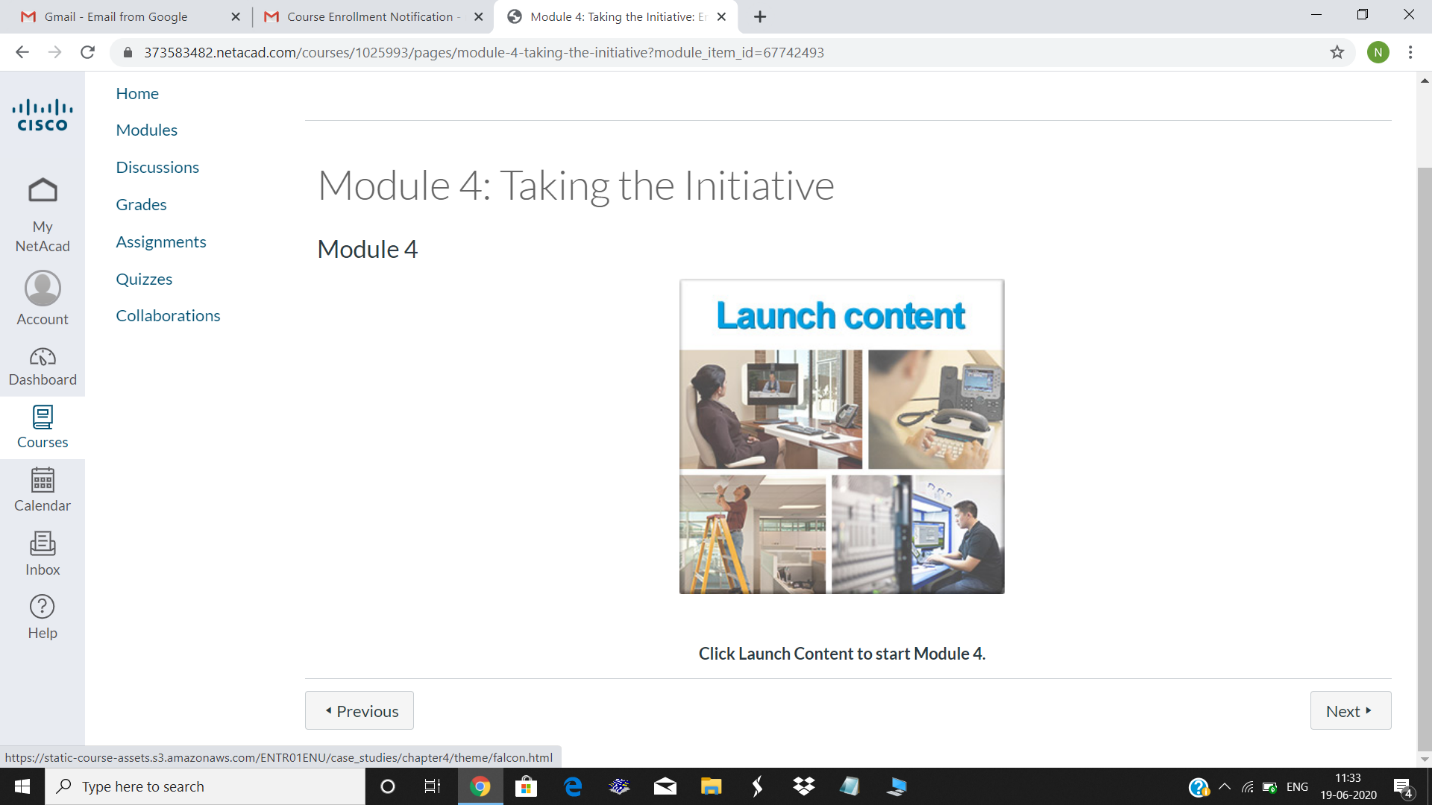 Gmail - Email from Google
Course Enrollment Notification -
Module 4: Taking the Initiative: En
373583482.netacad.com/courses/1025993/pages/module-4-taking-the-initiative?module_item_id=67742493
N
CISCO
My
NetAcad
Account
Dashboard
Courses
Calendar
Inbox
Help
Home
Modules
Discussions
Grades
Assignments
Quizzes
Collaborations
Module 4: Taking the Initiative
Module 4
Launch content
Click Launch Content to start Module 4.
Previous
Next
https://static-course-assets.s3.amazonaws.com/ENTR01ENU/case_studies/chapter4/theme/falcon.html
Type here to search
ENG
11:33
19-06-2020
4